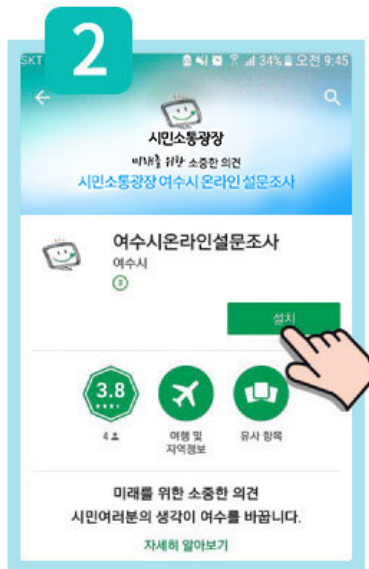 2
SKT 34% 오전 9:45
시민소통광장
미래를 위한 소중한 의견
시민소통광장 여수시 온라인 설문조사
여수시온라인설문조사
여수시
3
설치
3.8
4
여행 및
지역정보
유사 항목
미래를 위한 소중한 의견
시민여러분의 생각이 여수를 바꿉니다.
자세히 알아보기